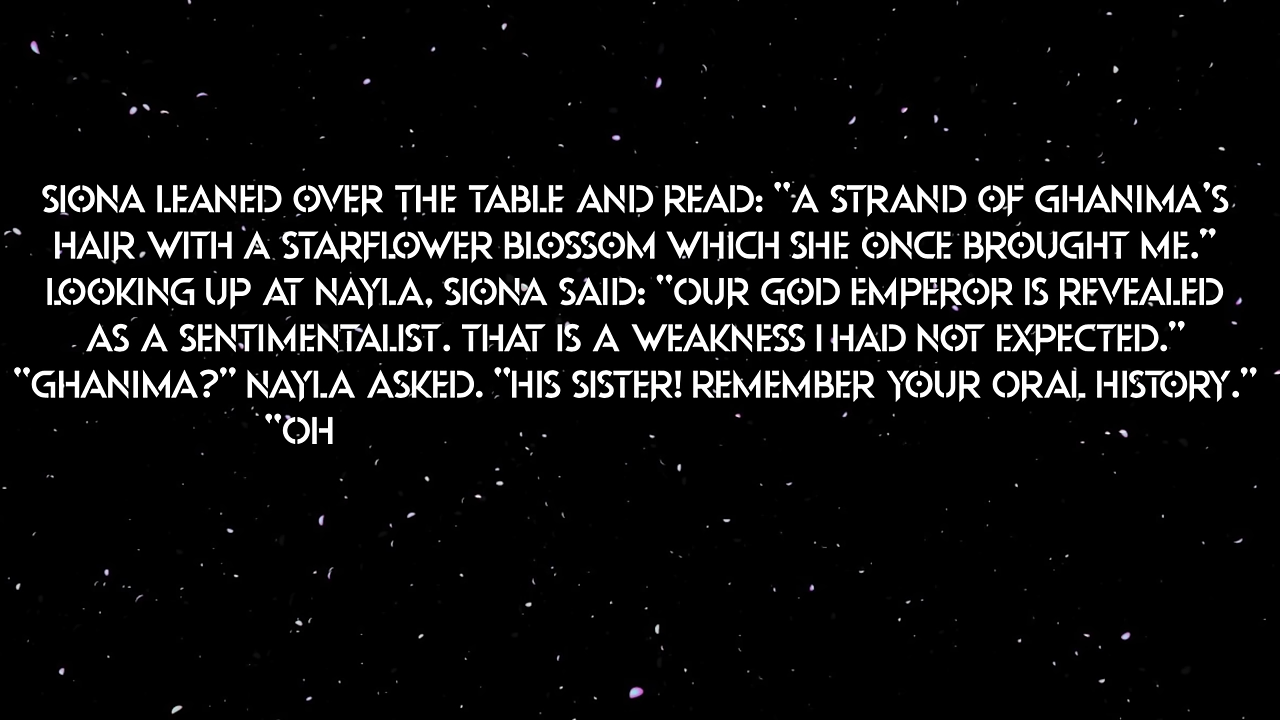 SIONA LEANED OVER THE TABLE AND READ: “A STRAND OF GHANIMA’S
HAIR WITH A STARFLOWER BLOSSOM WHICH SHE ONCE BROUGHT ME.”
LOOKING UP AT NAYLA, SIONA SAID: “OUR GOD EMPEROR IS REVEALED
AS A SENTIMENTALIST. THAT IS A WEAKNESS I HAD NOT EXPECTED.”
“GHANIMA?” NAYLA ASKED. “HIS SISTER! REMEMBER YOUR ORAL HISTORY.”
“OH